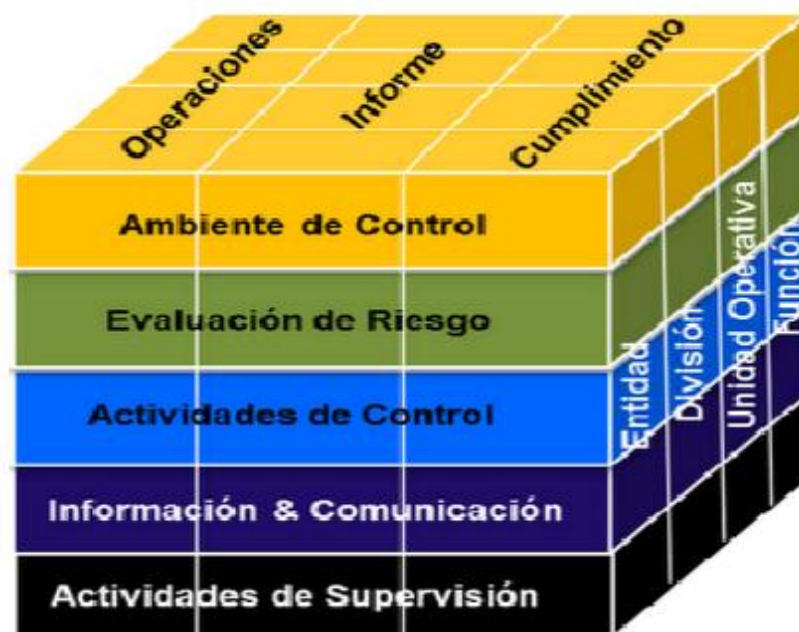 Operaciones
Informe
Cumplimiento
Ambiente de Control
Evaluación de Riesgo
Actividades de Control
Información & Comunicación
Actividades de Supervisión
Entidad
División
Unidad Operativa
Función